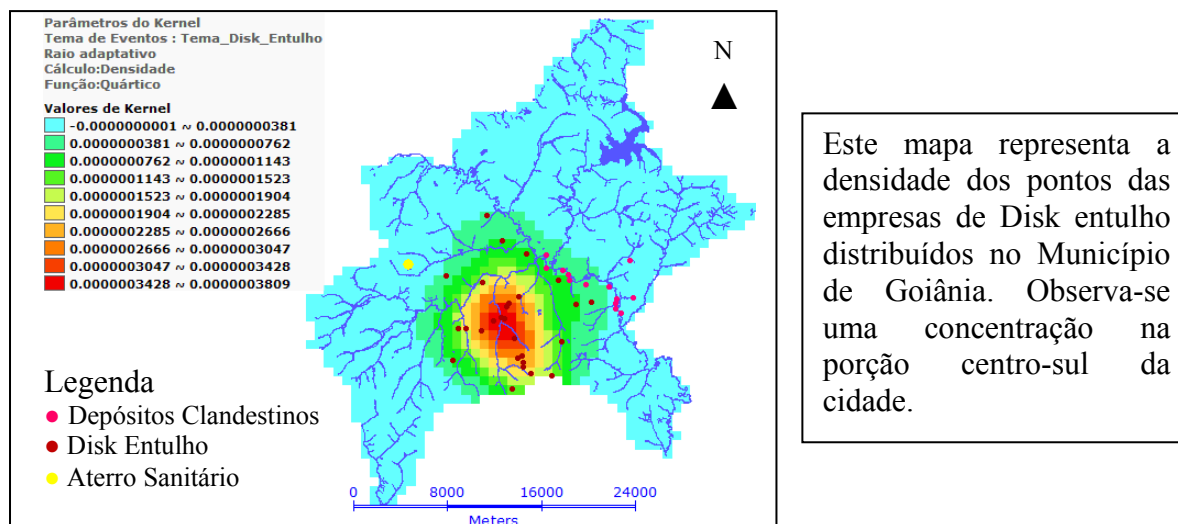 Parâmetros do Kernel
Tema de Eventos : Tema_Disk_Entulho
Raio adaptativo
Cálculo:Densidade
Função:Quártico
Valores de Kernel
-0.0000000001 ~ 0.0000000381
0.0000000381 ~ 0.0000000762
0.0000000762 ~ 0.0000001143
0.0000001143 ~ 0.0000001523
0.0000001523 ~ 0.0000001904
0.0000001904 ~ 0.0000002285
0.0000002285 ~ 0.0000002666
0.0000002666 ~ 0.0000003047
0.0000003047 ~ 0.0000003428
0.0000003428 ~ 0.0000003809
N
Legenda
Depósitos Clandestinos
Disk Entulho
Aterro Sanitário
0 8000 16000 24000
Meters
Este mapa representa a
densidade dos pontos das
empresas de Disk entulho
distribuídos no Município
de Goiânia. Observa-se
uma concentração na
porção centro-sul da
cidade.